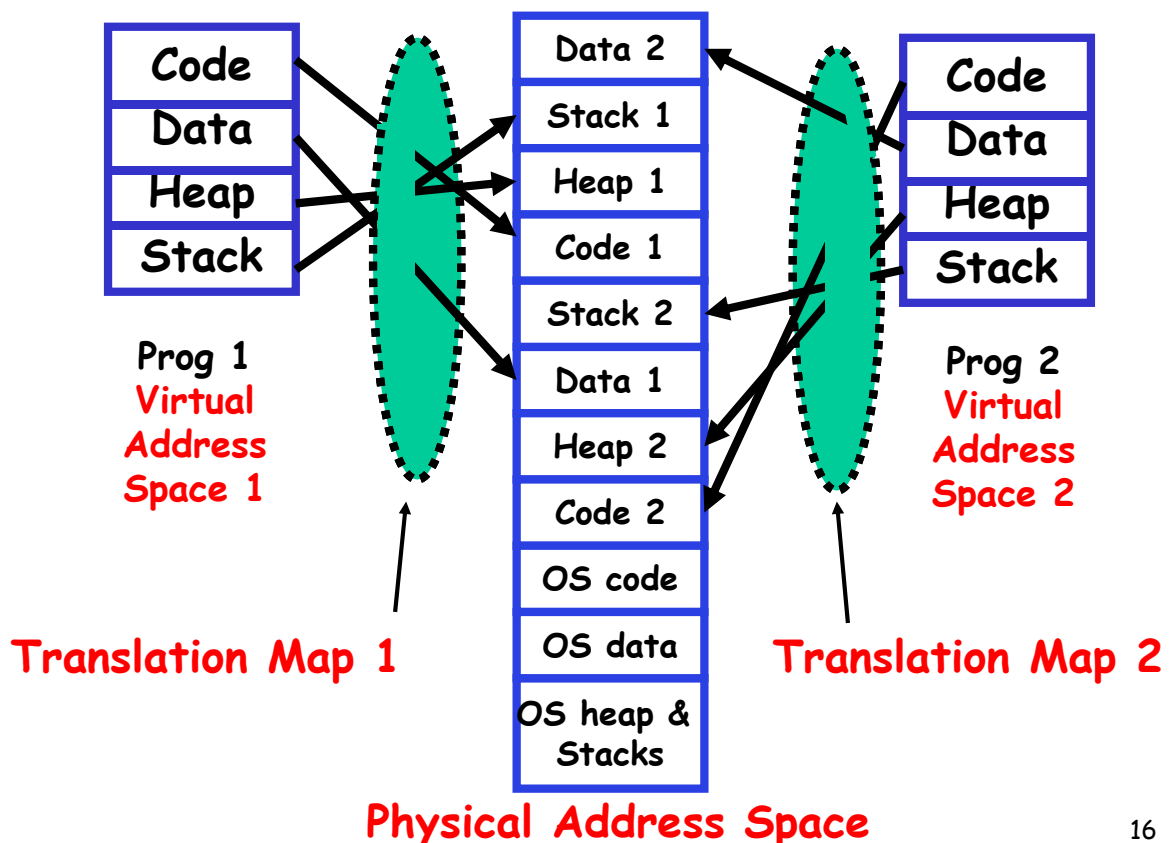 Code
Data
Heap
Stack
Prog 1
Virtual
Address
Space 1
Translation Map 1
Data 2
Stack 1
Heap 1
Code 1
Stack 2
Data 1
Heap 2
Code 2
OS code
OS data
OS heap &
Stacks
Physical Address Space
Code
Data
Heap
Stack
Prog 2
Virtual
Address
Space 2
Translation Map 2
16